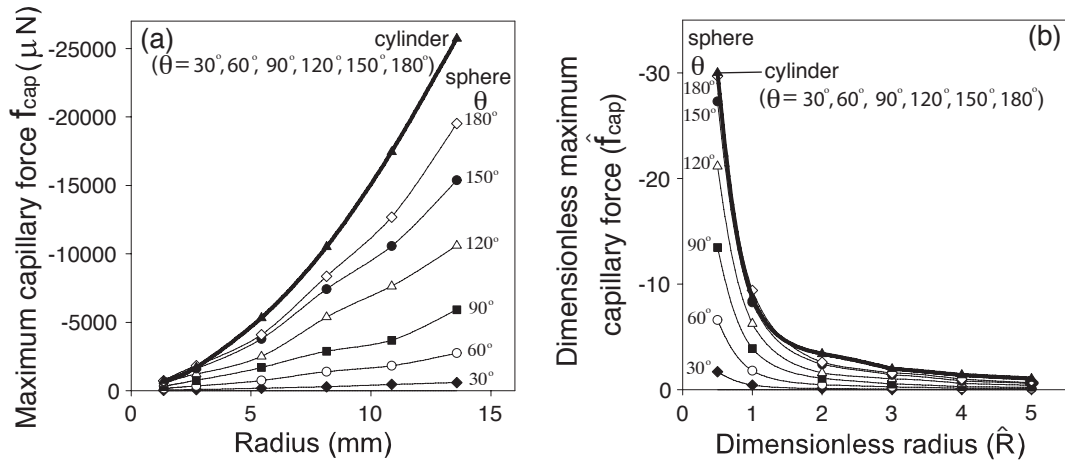 Maximum capillary force f_cap (μN)
-25000
-20000
-15000
-10000
-5000
0
(a)
cylinder
(θ = 30°, 60°, 90°, 120°, 150°, 180°)
sphere
θ
180°
150°
120°
90°
60°
30°
0 5 10 15
Radius (mm)
Dimensionless maximum
capillary force (f̂_cap)
-30
-20
-10
0
sphere
(b)
θ
cylinder
180°
(θ = 30°, 60°, 90°, 120°, 150°, 180°)
150°
120°
90°
60°
30°
0 1 2 3 4 5
Dimensionless radius (R̂)